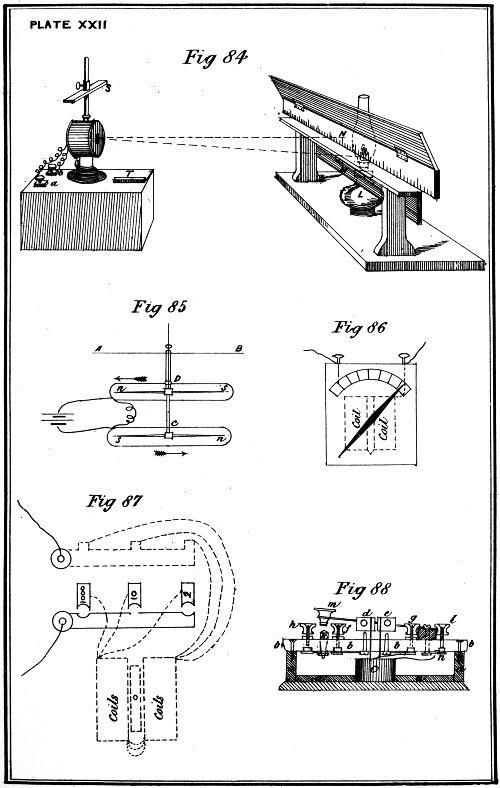 PLATE XXII
Fig 84
S
N
a
T
L
Fig 85
A B
D
n s
C
s n
Fig 86
Coil
Coil
Fig 87
1000 10 2
Coils
Coils
Fig 88
m
d e
h f g l
b b b b
n